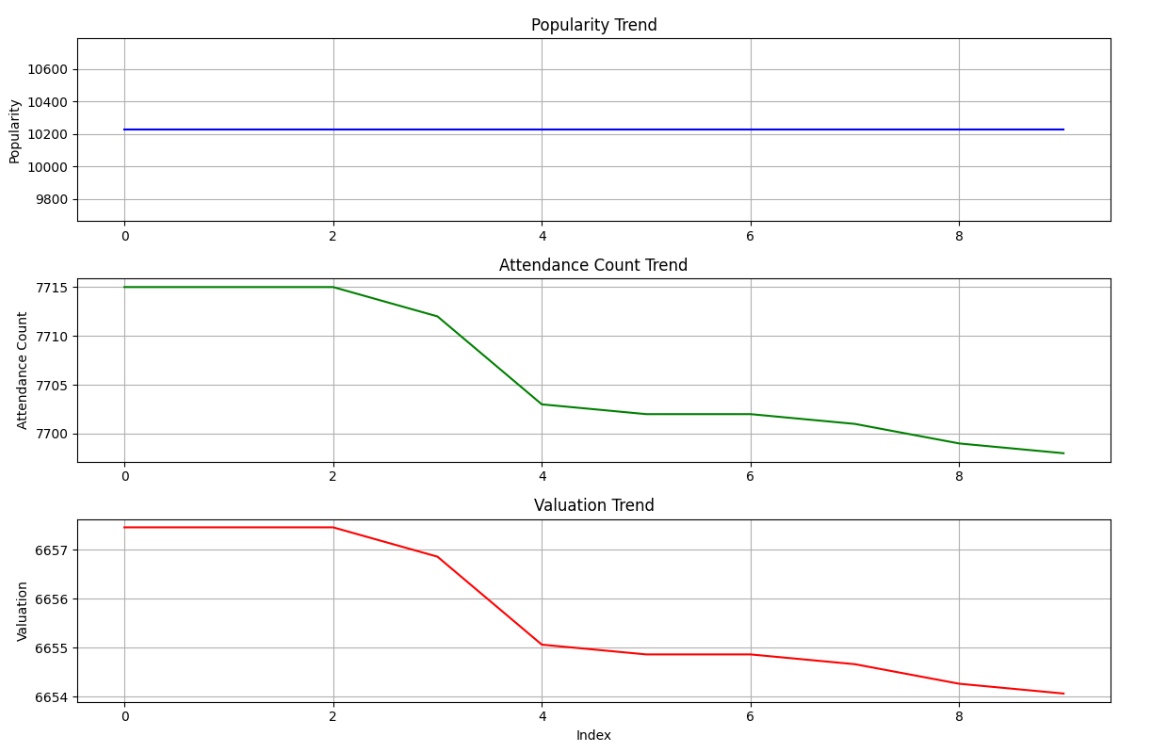 Popularity Trend
Popularity
10600
10400
10200
10000
9800
0 2 4 6 8
Attendance Count Trend
Attendance Count
7715
7710
7705
7700
0 2 4 6 8
Valuation Trend
Valuation
6657
6656
6655
6654
0 2 4 6 8
Index